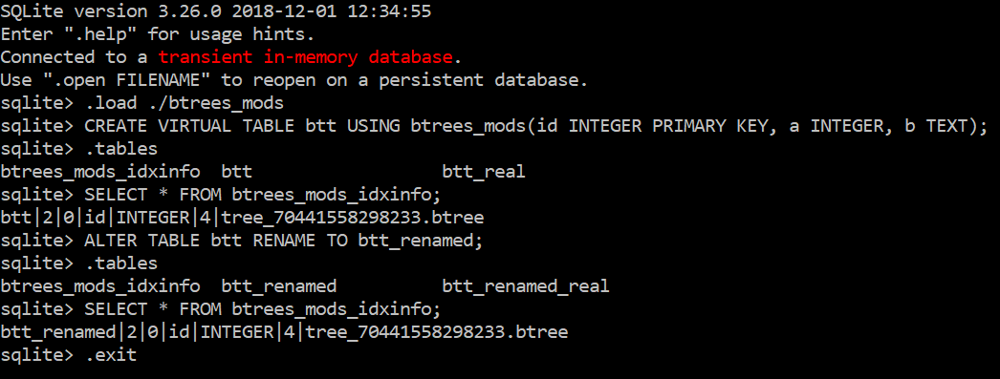 SQLite version 3.26.0 2018-12-01 12:34:55
Enter ".help" for usage hints.
Connected to a transient in-memory database.
Use ".open FILENAME" to reopen on a persistent database.
sqlite> .load ./btrees_mods
sqlite> CREATE VIRTUAL TABLE btt USING btrees_mods(id INTEGER PRIMARY KEY, a INTEGER, b TEXT);
sqlite> .tables
btrees_mods_idxinfo  btt                  btt_real
sqlite> SELECT * FROM btrees_mods_idxinfo;
btt|2|0|id|INTEGER|4|tree_70441558298233.btree
sqlite> ALTER TABLE btt RENAME TO btt_renamed;
sqlite> .tables
btrees_mods_idxinfo  btt_renamed          btt_renamed_real
sqlite> SELECT * FROM btrees_mods_idxinfo;
btt_renamed|2|0|id|INTEGER|4|tree_70441558298233.btree
sqlite> .exit